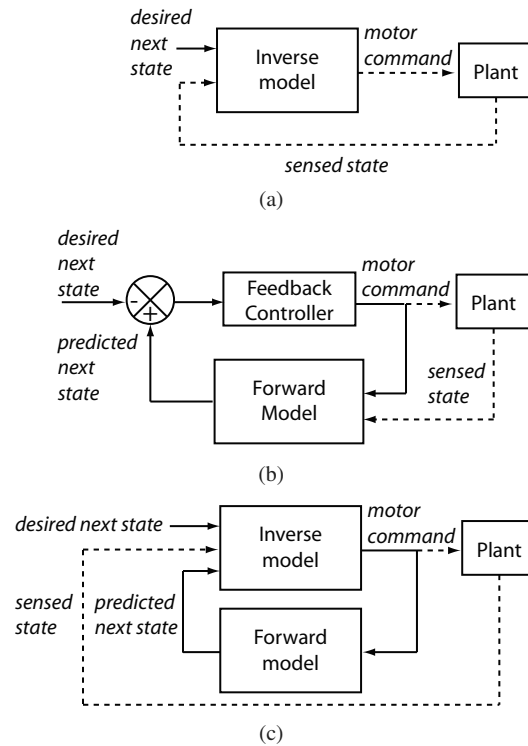 desired
next
state
Inverse
model
motor
command
Plant
sensed state
(a)
desired
next
state
-
+
Feedback
Controller
motor
command
Plant
predicted
next
state
Forward
Model
sensed
state
(b)
desired next state
Inverse
model
motor
command
Plant
sensed
state
predicted
next state
Forward
model
(c)